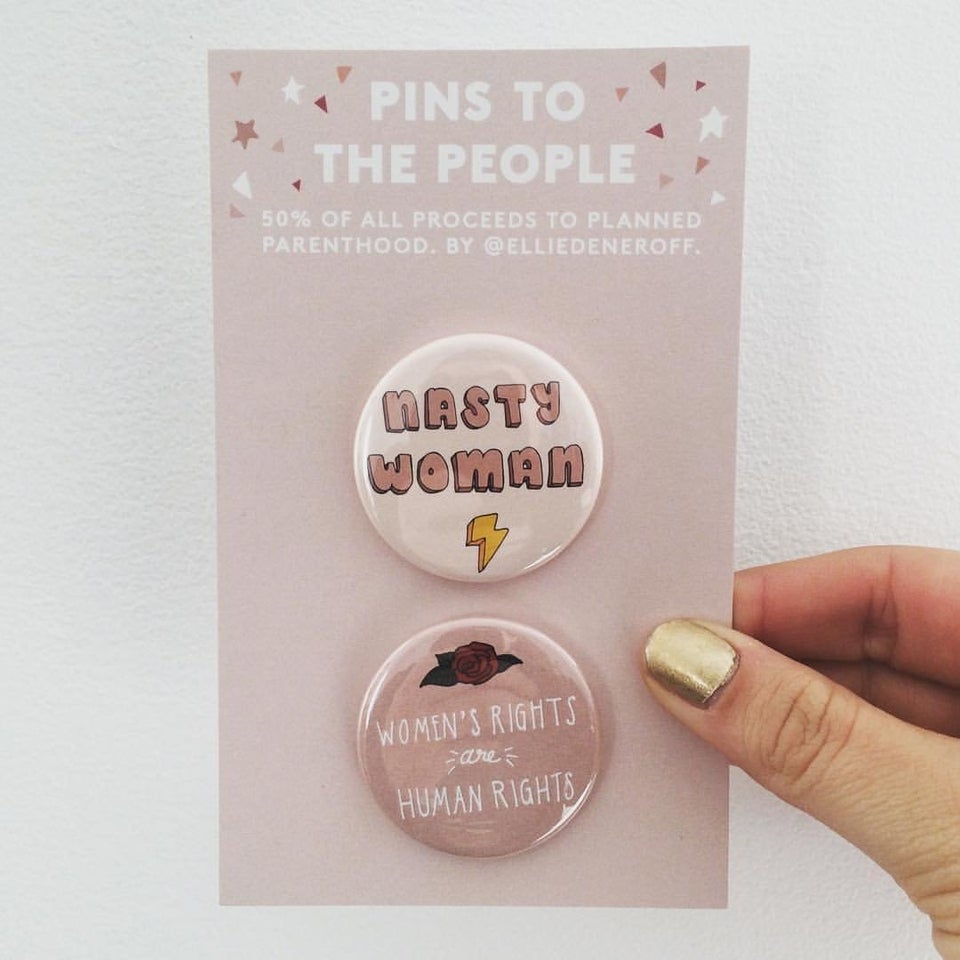 PINS TO
THE PEOPLE
50% OF ALL PROCEEDS TO PLANNED
PARENTHOOD. BY @ELLIEDENEROFF.
NASTY
WOMAN
WOMEN'S RIGHTS
are
HUMAN RIGHTS